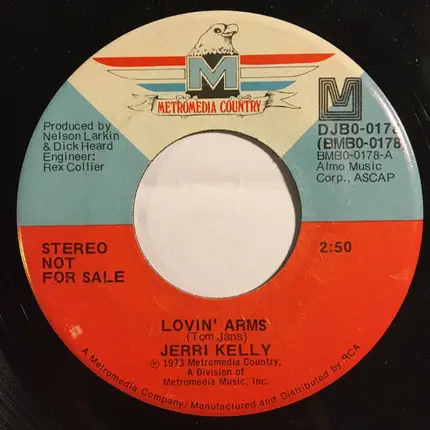 M
METROMEDIA COUNTRY
Produced by
Nelson Larkin
& Dick Heard
Engineer:
Rex Collier
M
DJB0-0178
(BMB0-0178
BMB0-0178-A
Almo Music
Corp., ASCAP
STEREO
NOT
FOR SALE
2:50
LOVIN' ARMS
(Tom Jans)
JERRI KELLY
℗ 1973 Metromedia Country,
A Division of
Metromedia Music, Inc.
A Metromedia Company/Manufactured and Distributed by RCA